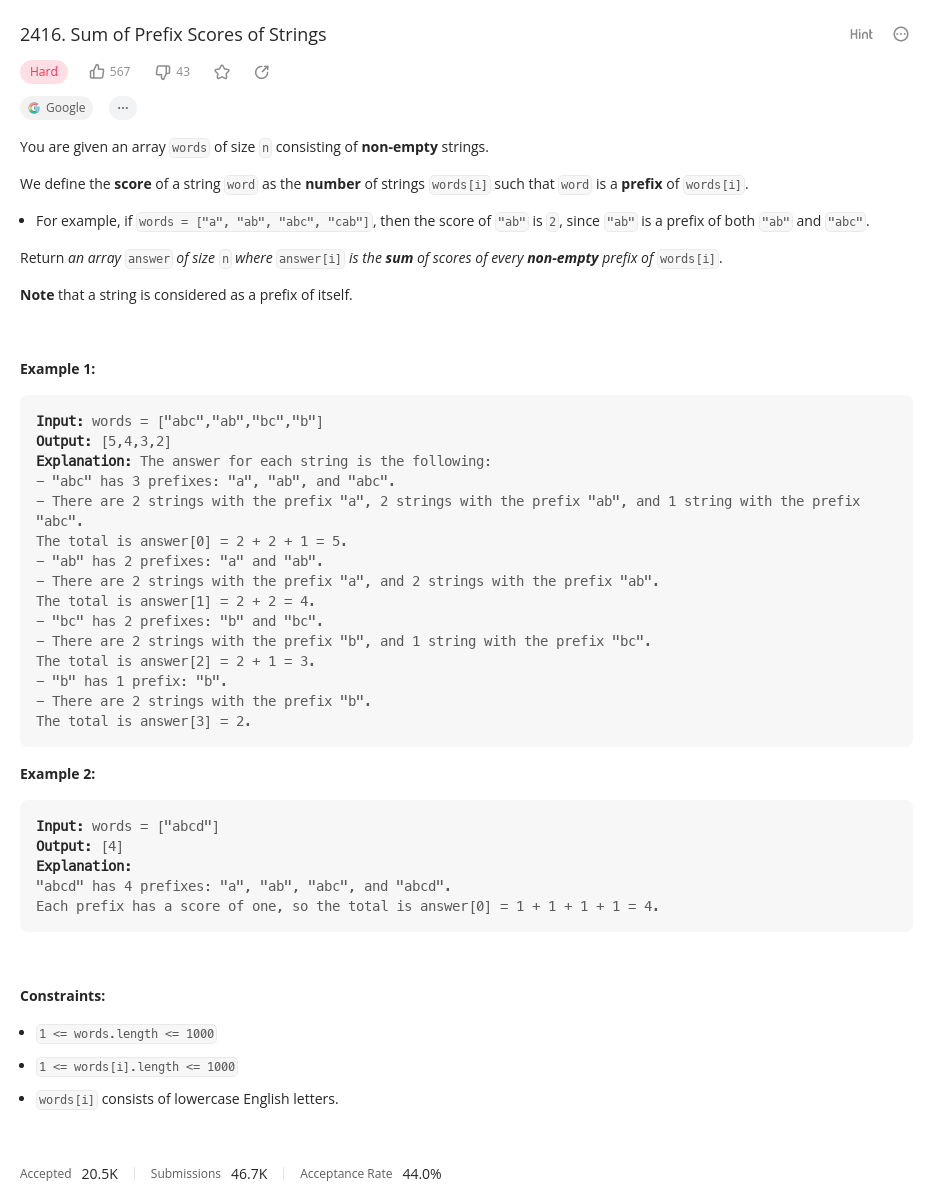 2416. Sum of Prefix Scores of Strings
Hint
Hard 567 43
Google ...
You are given an array words of size n consisting of non-empty strings.
We define the score of a string word as the number of strings words[i] such that word is a prefix of words[i].
• For example, if words = ["a", "ab", "abc", "cab"], then the score of "ab" is 2, since "ab" is a prefix of both "ab" and "abc".
Return an array answer of size n where answer[i] is the sum of scores of every non-empty prefix of words[i].
Note that a string is considered as a prefix of itself.
Example 1:
Input: words = ["abc","ab","bc","b"]
Output: [5,4,3,2]
Explanation: The answer for each string is the following:
– "abc" has 3 prefixes: "a", "ab", and "abc".
– There are 2 strings with the prefix "a", 2 strings with the prefix "ab", and 1 string with the prefix
"abc".
The total is answer[0] = 2 + 2 + 1 = 5.
– "ab" has 2 prefixes: "a" and "ab".
– There are 2 strings with the prefix "a", and 2 strings with the prefix "ab".
The total is answer[1] = 2 + 2 = 4.
– "bc" has 2 prefixes: "b" and "bc".
– There are 2 strings with the prefix "b", and 1 string with the prefix "bc".
The total is answer[2] = 2 + 1 = 3.
– "b" has 1 prefix: "b".
– There are 2 strings with the prefix "b".
The total is answer[3] = 2.
Example 2:
Input: words = ["abcd"]
Output: [4]
Explanation:
"abcd" has 4 prefixes: "a", "ab", "abc", and "abcd".
Each prefix has a score of one, so the total is answer[0] = 1 + 1 + 1 + 1 = 4.
Constraints:
• 1 <= words.length <= 1000
• 1 <= words[i].length <= 1000
• words[i] consists of lowercase English letters.
Accepted 20.5K Submissions 46.7K Acceptance Rate 44.0%